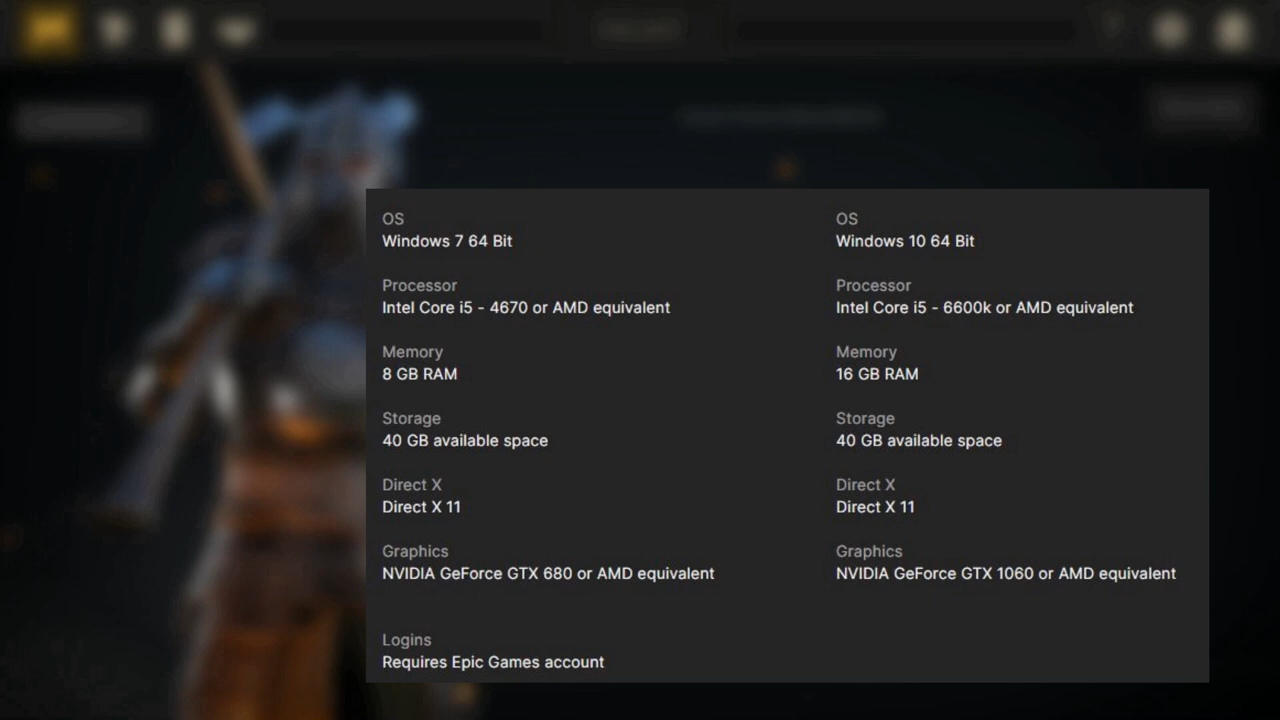 OS
Windows 7 64 Bit
Processor
Intel Core i5 - 4670 or AMD equivalent
Memory
8 GB RAM
Storage
40 GB available space
Direct X
Direct X 11
Graphics
NVIDIA GeForce GTX 680 or AMD equivalent
Logins
Requires Epic Games account
OS
Windows 10 64 Bit
Processor
Intel Core i5 - 6600k or AMD equivalent
Memory
16 GB RAM
Storage
40 GB available space
Direct X
Direct X 11
Graphics
NVIDIA GeForce GTX 1060 or AMD equivalent